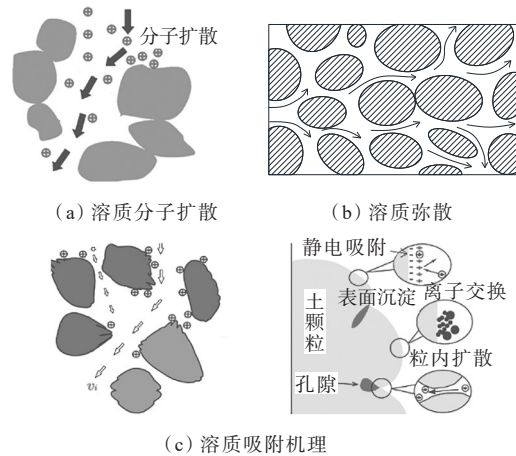 分子扩散
(a) 溶质分子扩散
(b) 溶质弥散
υi
静电吸附
表面沉淀
离子交换
土颗粒
粒内扩散
孔隙
(c) 溶质吸附机理